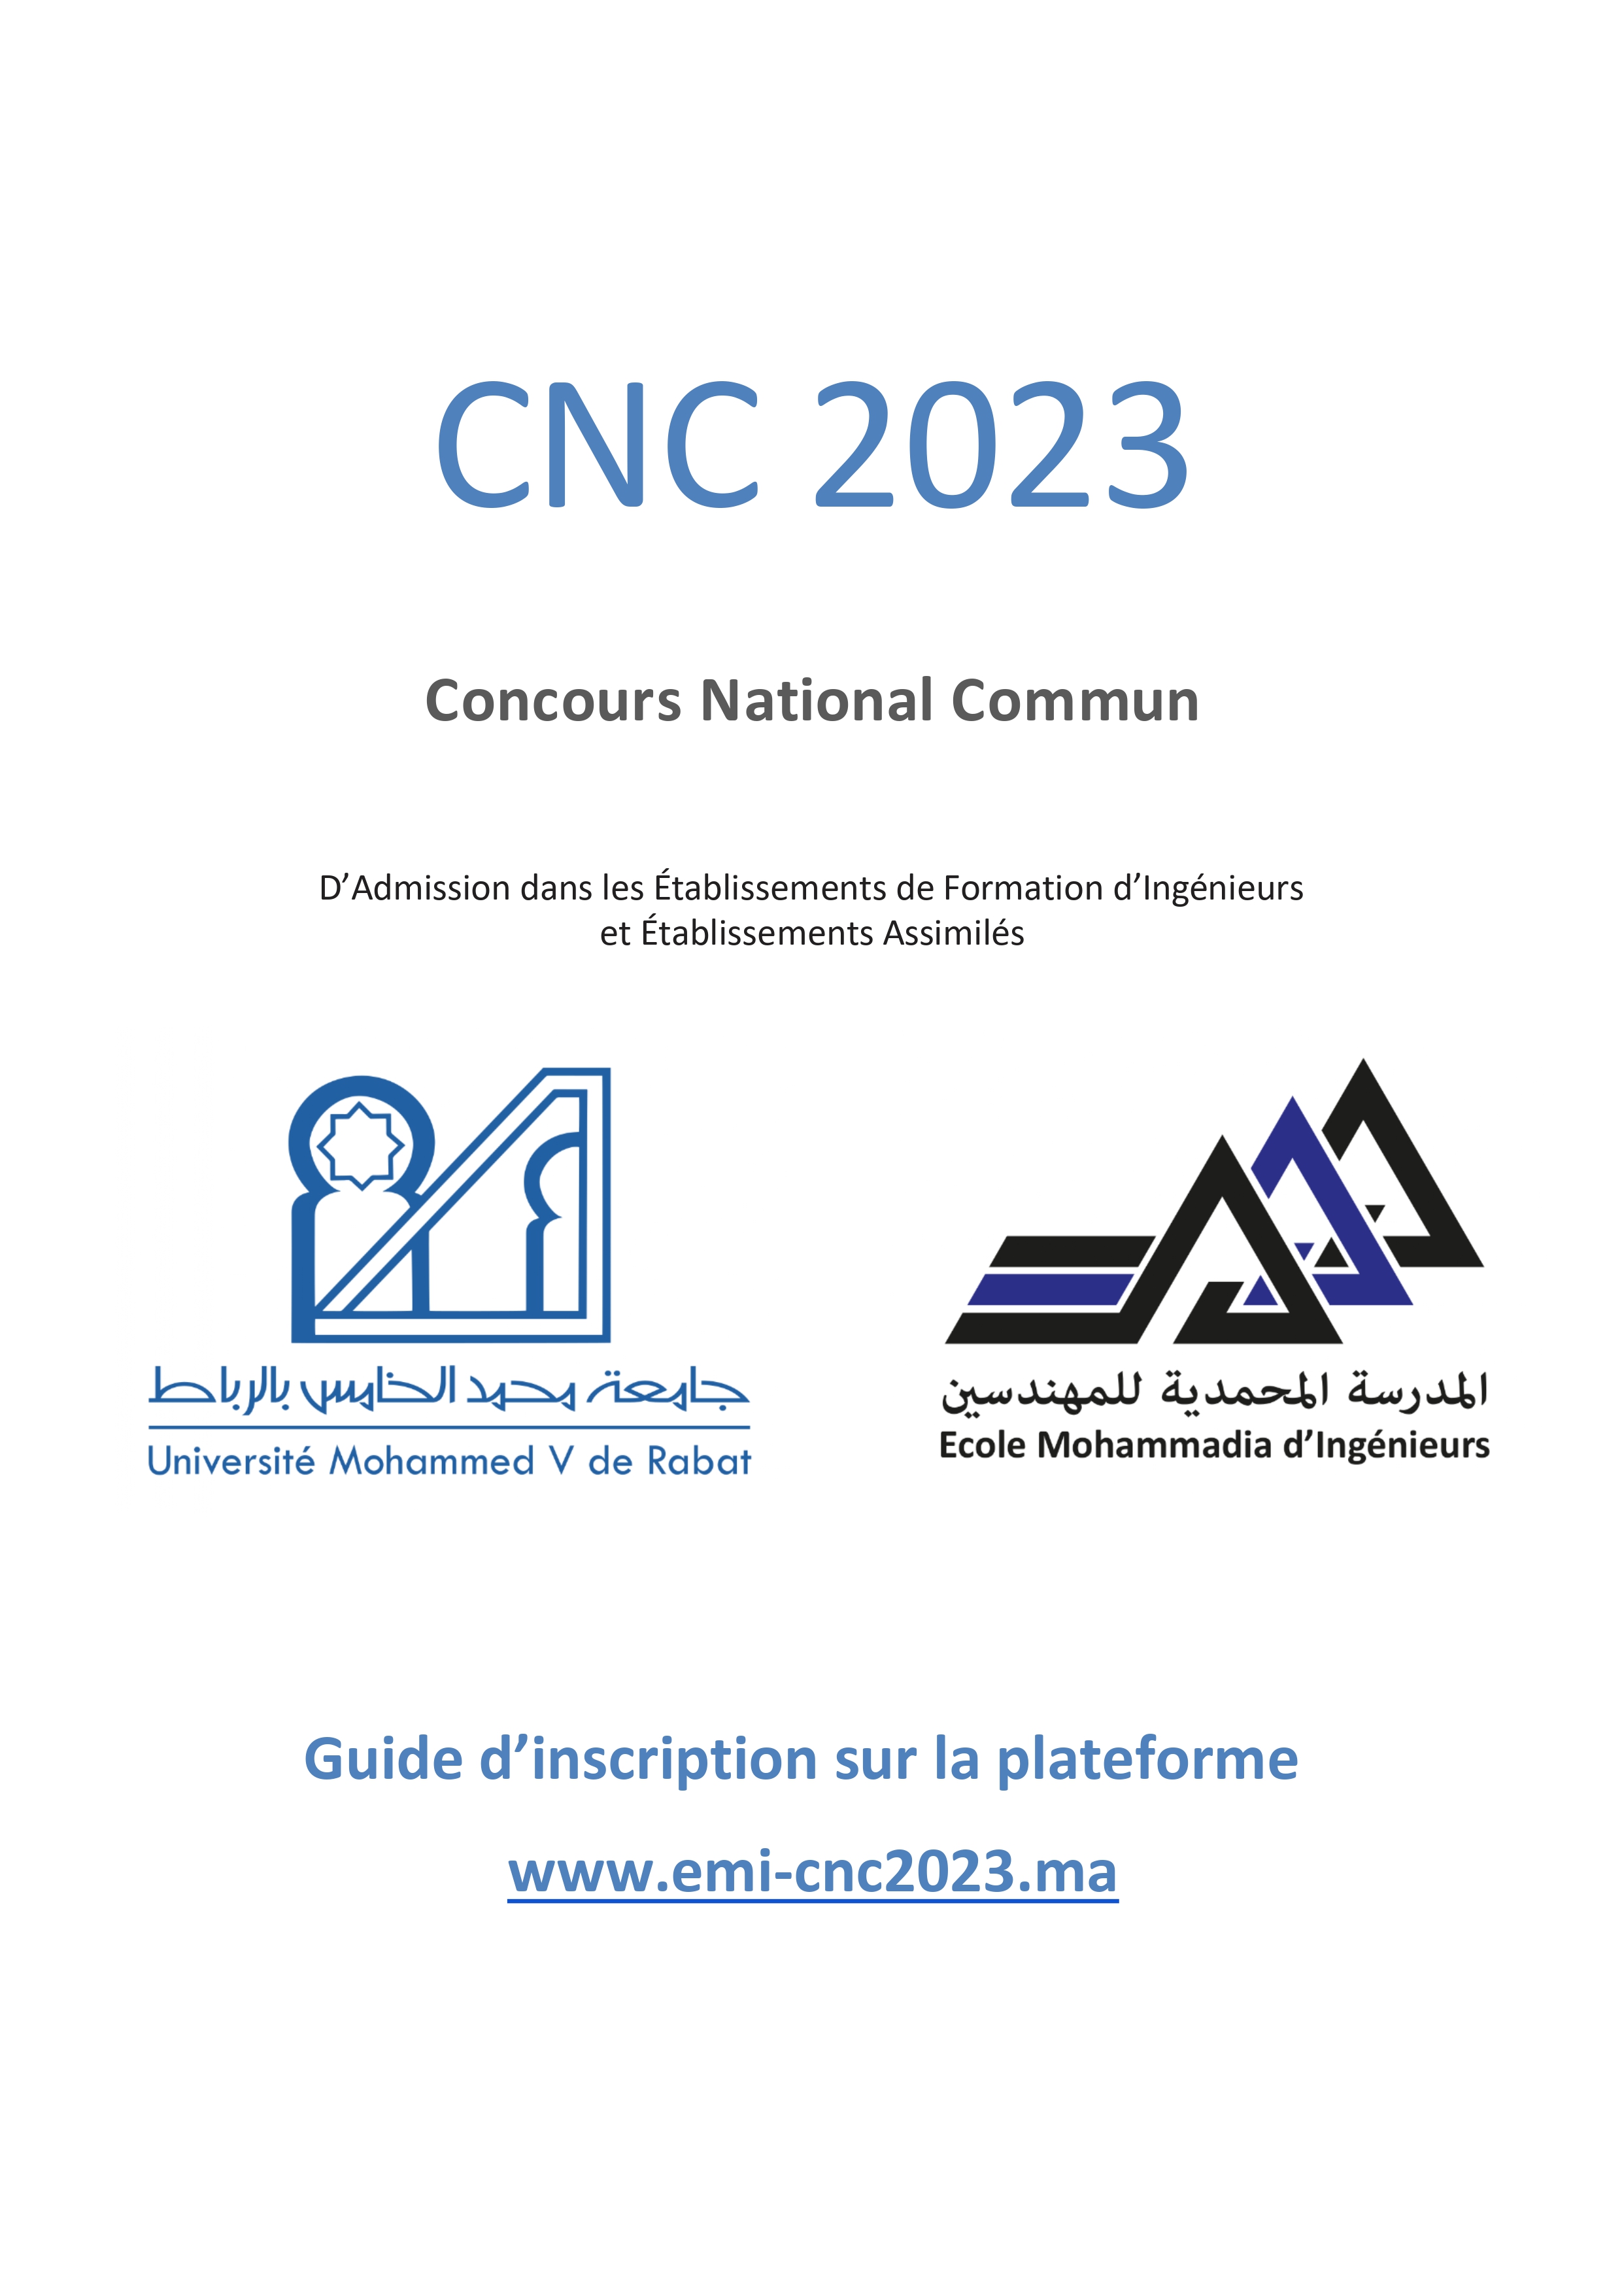 CNC 2023
Concours National Commun
D’Admission dans les Établissements de Formation d’Ingénieurs
et Établissements Assimilés
جامعة محمد الخامس بالرباط
Université Mohammed V de Rabat
المدرسة المحمدية للمهندسين
Ecole Mohammadia d’Ingénieurs
Guide d’inscription sur la plateforme
www.emi-cnc2023.ma